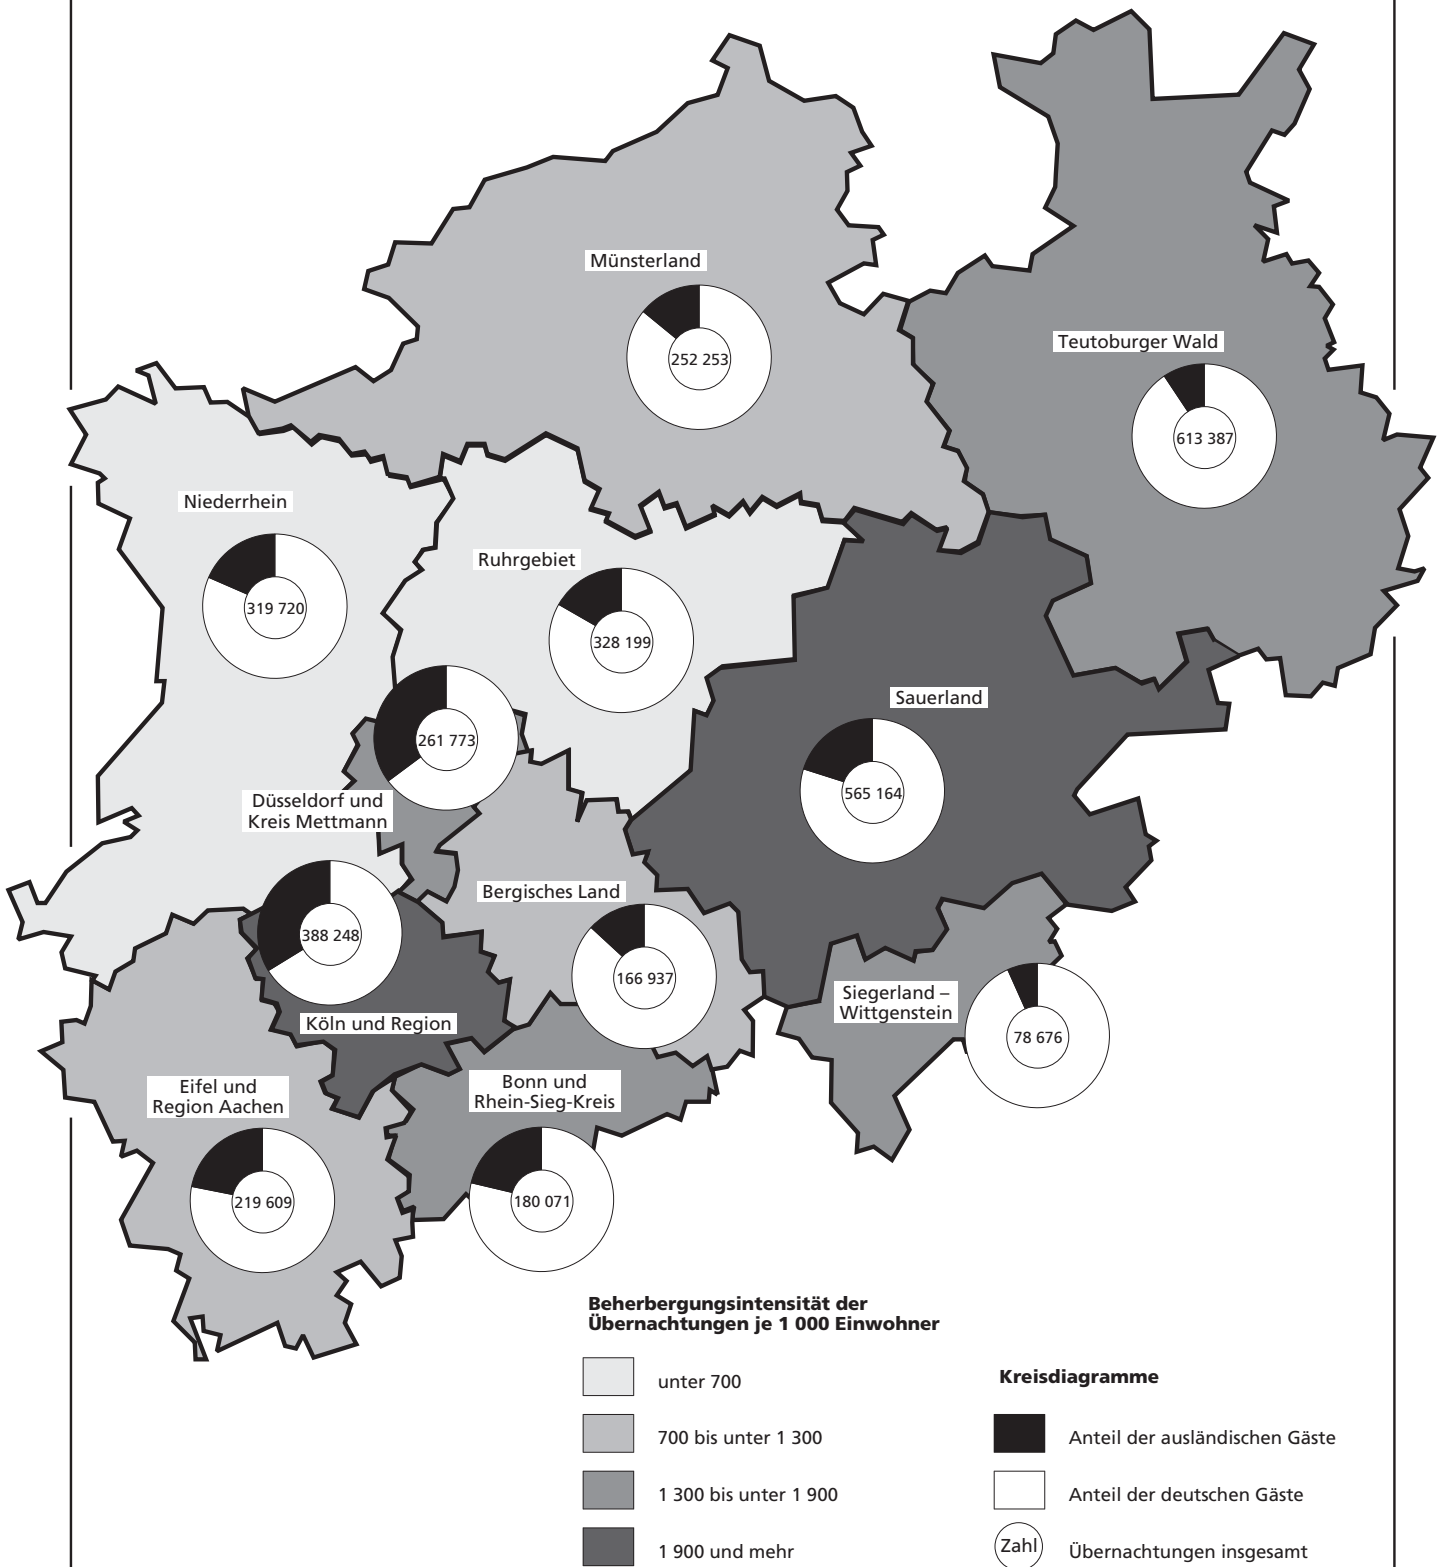 Münsterland
252 253
Teutoburger Wald
613 387
Niederrhein
319 720
Ruhrgebiet
328 199
Sauerland
565 164
261 773
Düsseldorf und
Kreis Mettmann
388 248
Köln und Region
Bergisches Land
166 937
Siegerland –
Wittgenstein
78 676
Eifel und
Region Aachen
219 609
Bonn und
Rhein-Sieg-Kreis
180 071
Beherbergungsintensität der
Übernachtungen je 1 000 Einwohner
unter 700
700 bis unter 1 300
1 300 bis unter 1 900
1 900 und mehr
Kreisdiagramme
Anteil der ausländischen Gäste
Anteil der deutschen Gäste
Zahl Übernachtungen insgesamt